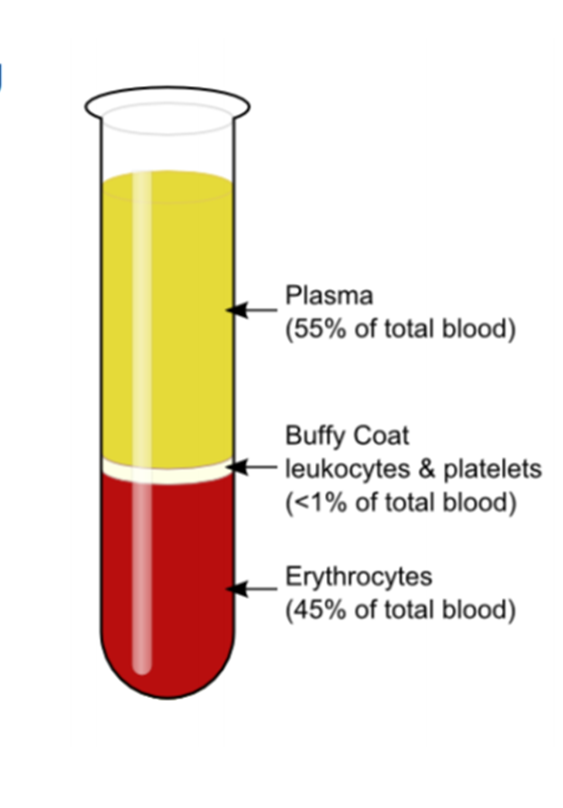 Plasma
(55% of total blood)
Buffy Coat
leukocytes & platelets
(<1% of total blood)
Erythrocytes
(45% of total blood)